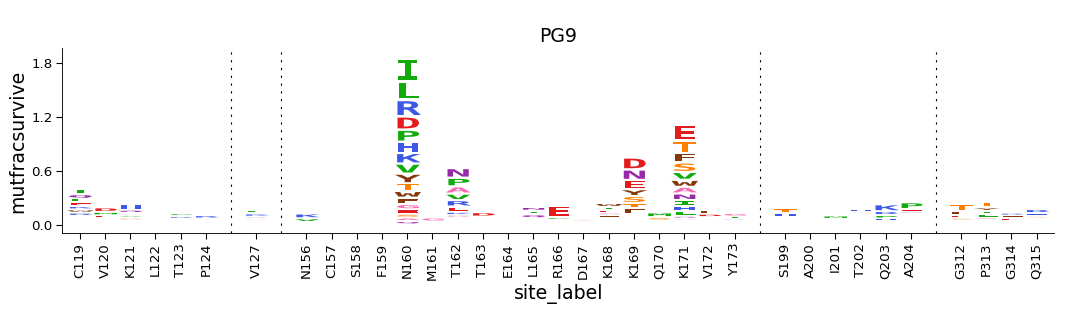 PG9
mutfracsurvive
1.8
1.2
0.6
0.0
I
L
R
D
P
H
K
V
Y
T
W
N
P
A
V
R
E
D
N
E
Y
S
E
T
F
S
V
W
A
N
I
C119 V120 K121 L122 T123 P124 V127 N156 C157 S158 F159 N160 M161 T162 T163 E164 L165 R166 D167 K168 K169 Q170 K171 V172 Y173 S199 A200 I201 T202 Q203 A204 G312 P313 G314 Q315
site_label